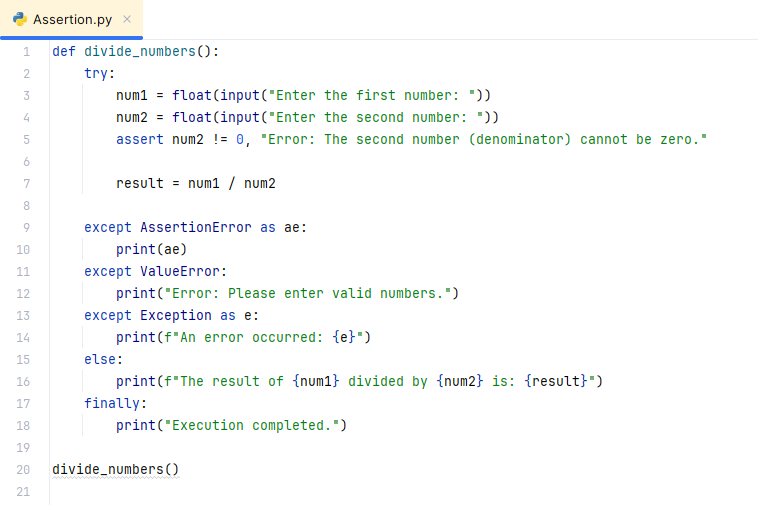 Assertion.py ×
1 def divide_numbers():
2     try:
3         num1 = float(input("Enter the first number: "))
4         num2 = float(input("Enter the second number: "))
5         assert num2 != 0, "Error: The second number (denominator) cannot be zero."
6
7         result = num1 / num2
8
9     except AssertionError as ae:
10         print(ae)
11     except ValueError:
12         print("Error: Please enter valid numbers.")
13     except Exception as e:
14         print(f"An error occurred: {e}")
15     else:
16         print(f"The result of {num1} divided by {num2} is: {result}")
17     finally:
18         print("Execution completed.")
19
20 divide_numbers()
21